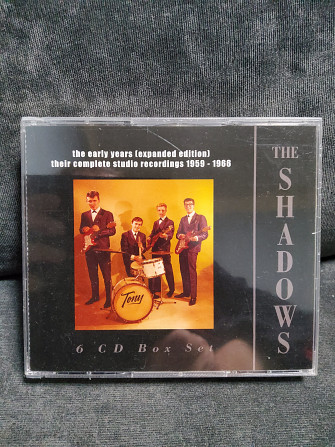 the early years (expanded edition)
their complete studio recordings 1959 - 1966
THE
SHADOWS
Tony
6 CD Box Set